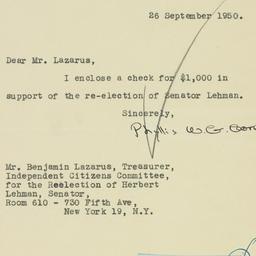 26 September 1950.
Dear Mr. Lazarus,
I enclose a check for $1,000 in
support of the re-election of Senator Lehman.
Sincerely,
Phyllis W. G.
Mr. Benjamin Lazarus, Treasurer,
Independent Citizens Committee,
for the Reelection of Herbert
Lehman, Senator,
Room 610 - 730 Fifth Ave,
New York 19, N.Y.